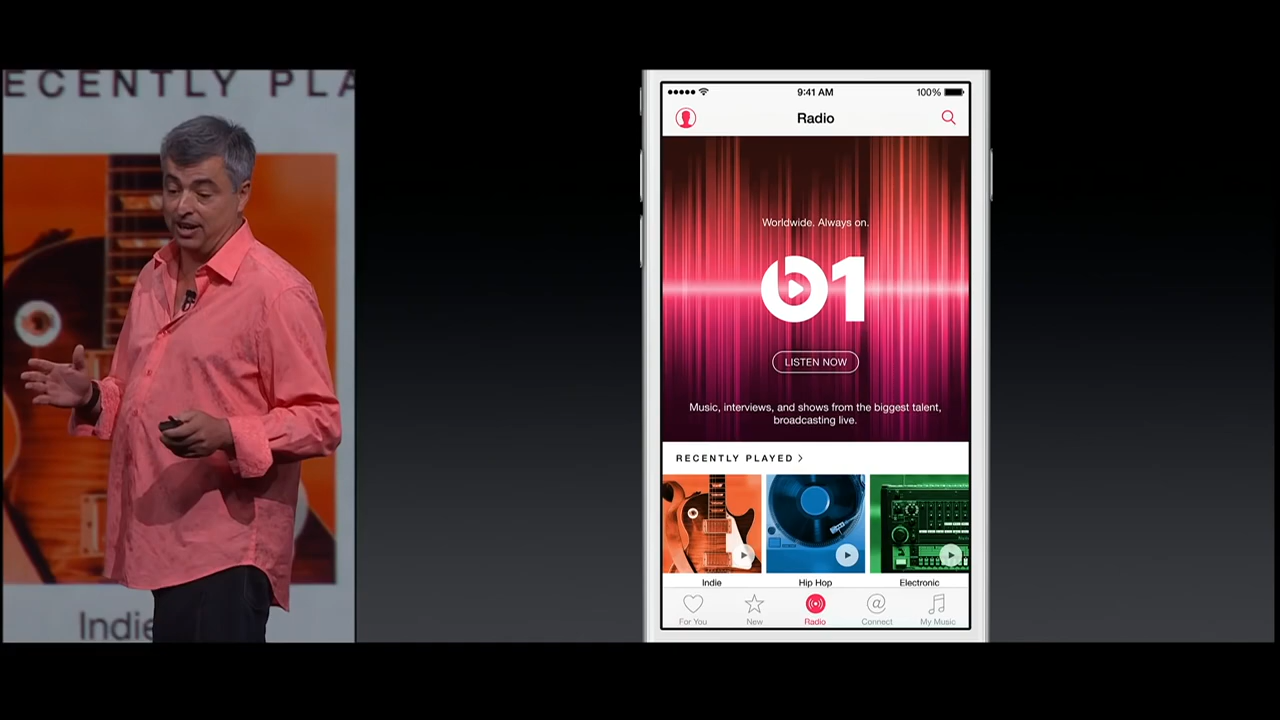 ECENTLY PLA
Indie
9:41 AM
100%
Radio
Worldwide. Always on.
b1
LISTEN NOW
Music, interviews, and shows from the biggest talent,
broadcasting live.
RECENTLY PLAYED >
Indie
Hip Hop
Electronic
For You
New
Radio
Connect
My Music